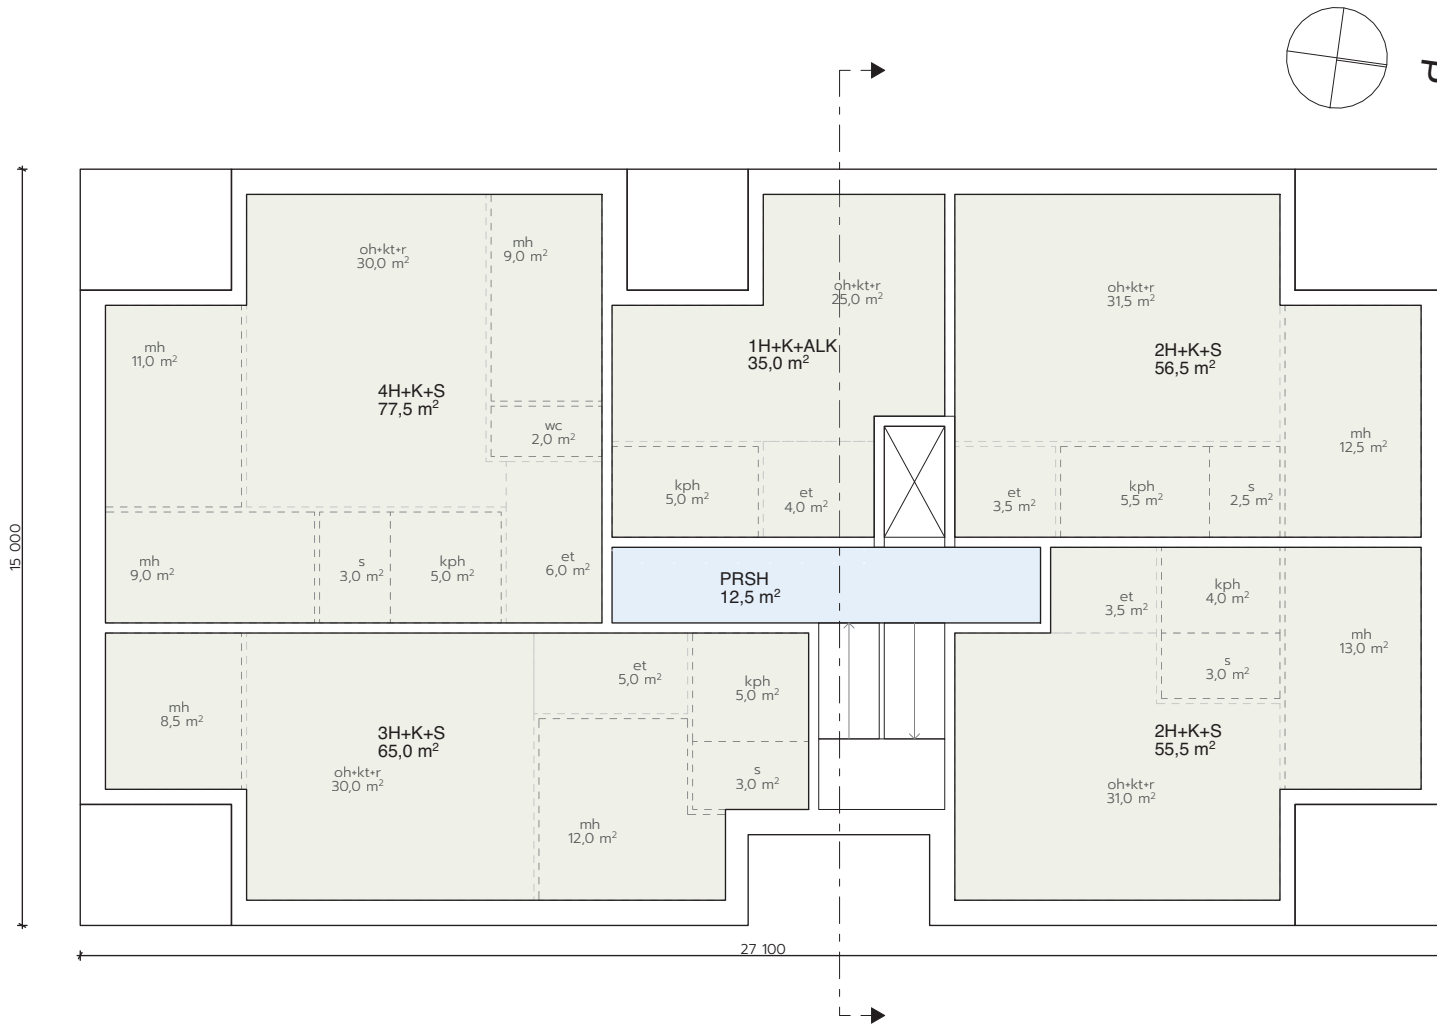 P
oh+kt+r
30,0 m²
mh
9,0 m²
mh
11,0 m²
4H+K+S
77,5 m²
wc
2,0 m²
mh
9,0 m²
s
3,0 m²
kph
5,0 m²
et
6,0 m²
oh+kt+r
25,0 m²
1H+K+ALK
35,0 m²
kph
5,0 m²
et
4,0 m²
oh+kt+r
31,5 m²
2H+K+S
56,5 m²
mh
12,5 m²
et
3,5 m²
kph
5,5 m²
s
2,5 m²
PRSH
12,5 m²
mh
8,5 m²
3H+K+S
65,0 m²
oh+kt+r
30,0 m²
et
5,0 m²
kph
5,0 m²
s
3,0 m²
mh
12,0 m²
et
3,5 m²
kph
4,0 m²
s
3,0 m²
mh
13,0 m²
2H+K+S
55,5 m²
oh+kt+r
31,0 m²
15 000
27 100